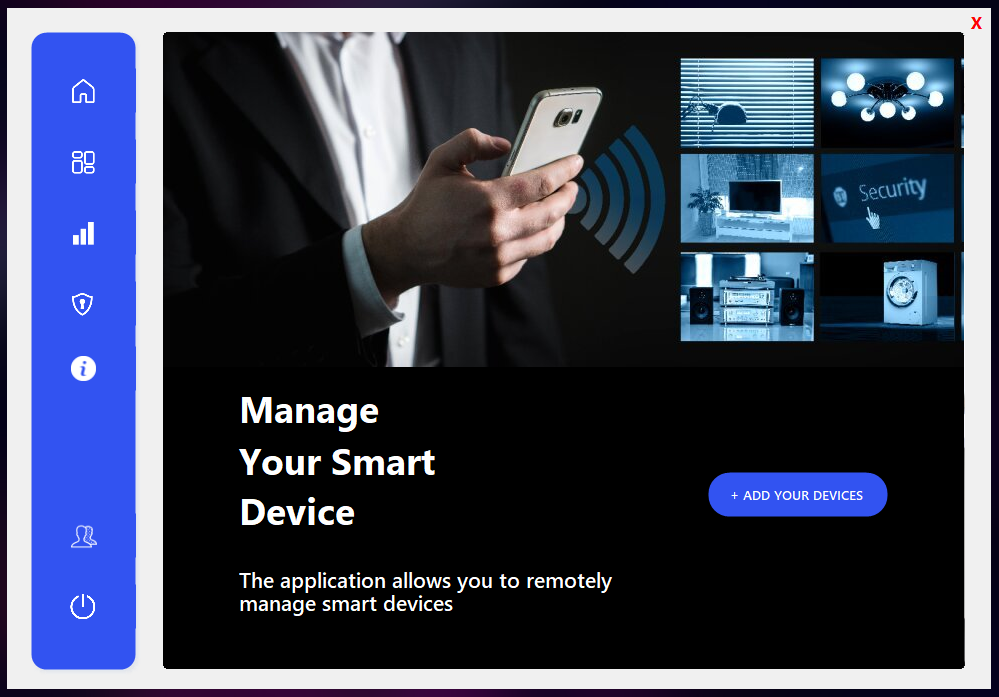 X
Security
Manage
Your Smart
Device
+ ADD YOUR DEVICES
The application allows you to remotely
manage smart devices